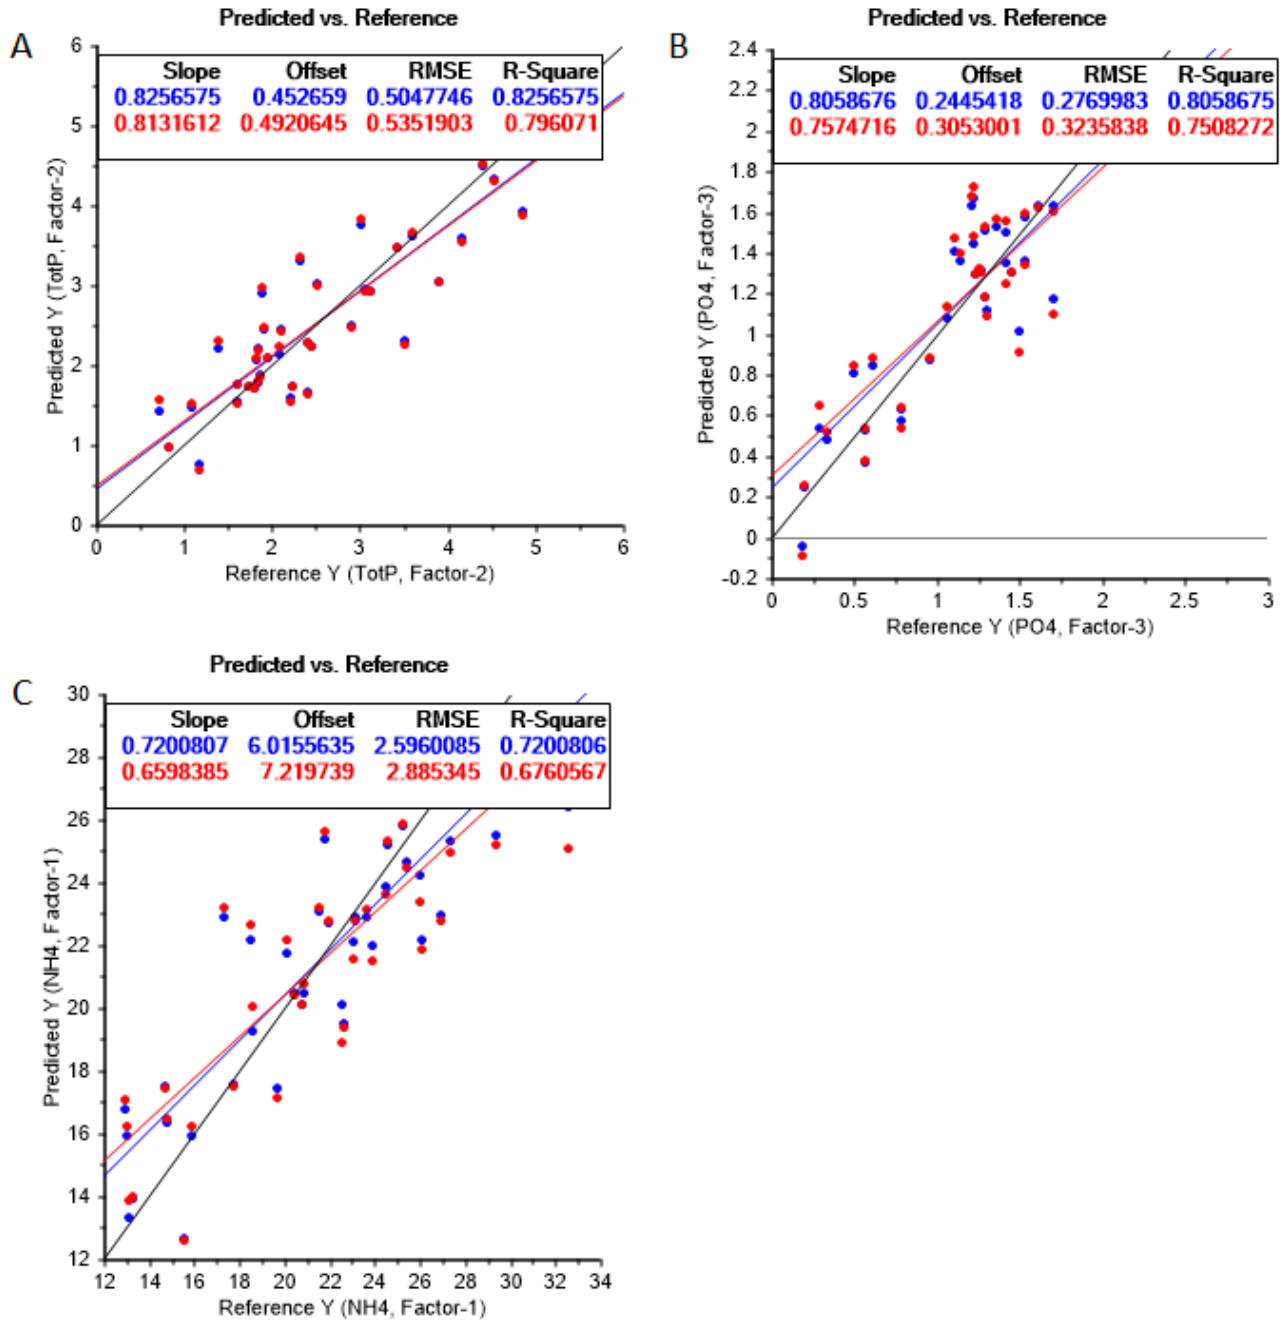 A
Predicted vs. Reference
6
5
4
3
2
1
0
Predicted Y (TotP, Factor-2)
Slope Offset RMSE R-Square
0.8256575 0.452659 0.5047746 0.8256575
0.8131612 0.4920645 0.5351903 0.796071
0 1 2 3 4 5 6
Reference Y (TotP, Factor-2)
B
Predicted vs. Reference
2.4
2.2
2
1.8
1.6
1.4
1.2
1
0.8
0.6
0.4
0.2
0
-0.2
Predicted Y (PO4, Factor-3)
Slope Offset RMSE R-Square
0.8058676 0.2445418 0.2769983 0.8058675
0.7574716 0.3053001 0.3235838 0.7508272
0 0.5 1 1.5 2 2.5 3
Reference Y (PO4, Factor-3)
C
Predicted vs. Reference
30
28
26
24
22
20
18
16
14
12
Predicted Y (NH4, Factor-1)
Slope Offset RMSE R-Square
0.7200807 6.0155635 2.5960085 0.7200806
0.6598385 7.219739 2.885345 0.6760567
12 14 16 18 20 22 24 26 28 30 32 34
Reference Y (NH4, Factor-1)